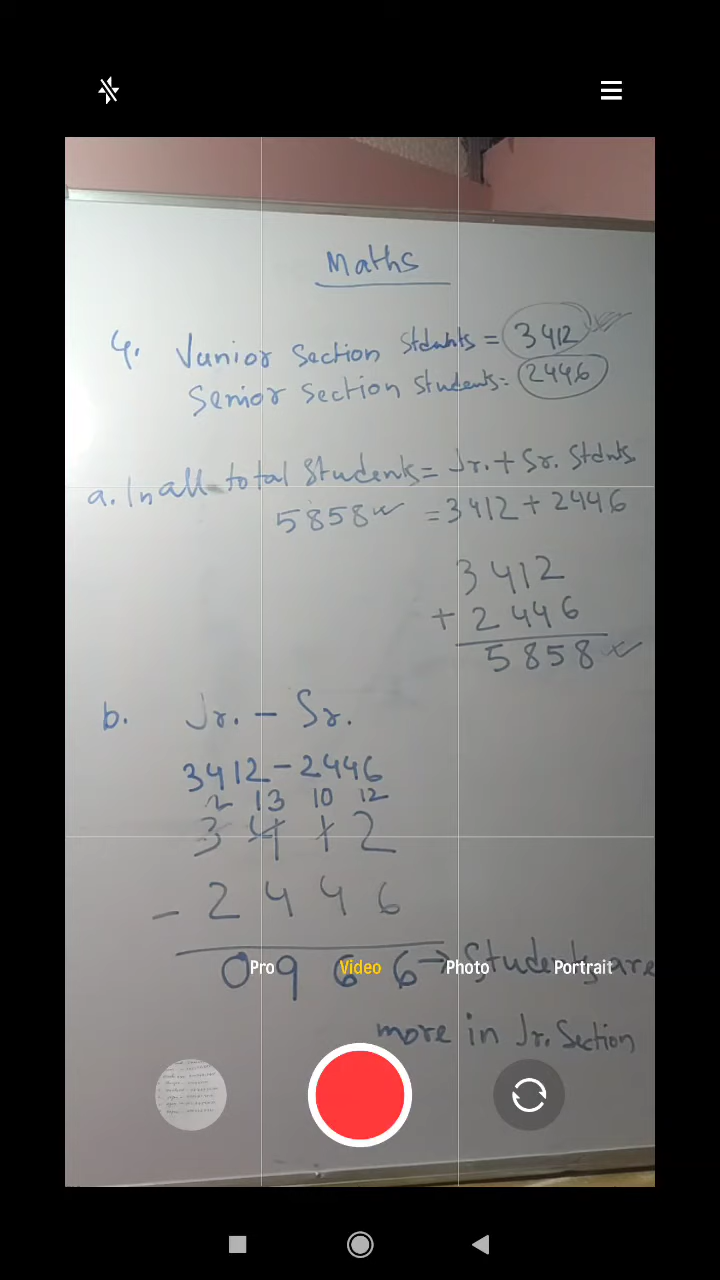 Maths
4. Junior Section Stdnhts = 3412
Senior Section Students = 2446
a. In all total Students = Jr. + Sr. Stdnts
5858 = 3412 + 2446
3412
+ 2446
5858
b. Jr. - Sr.
3412 - 2446
2 13 10 12
3 4 1 2
- 2 4 4 6
0 9 6 6 → Students are
more in Jr. Section
Pro Video Photo Portrait